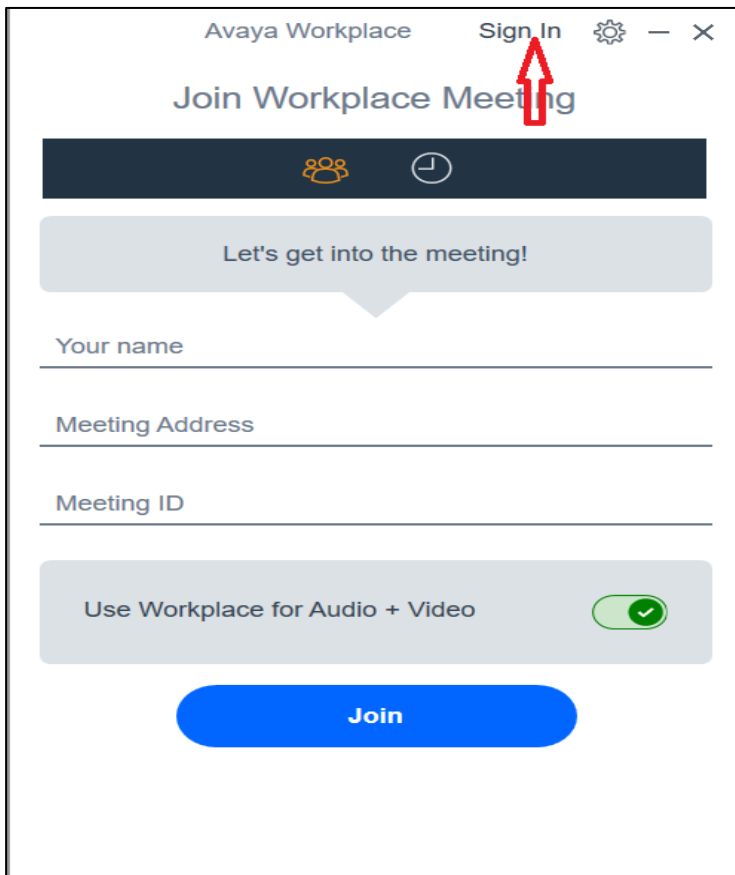 Avaya Workplace Sign In
Join Workplace Meeting
Let's get into the meeting!
Your name
Meeting Address
Meeting ID
Use Workplace for Audio + Video
Join